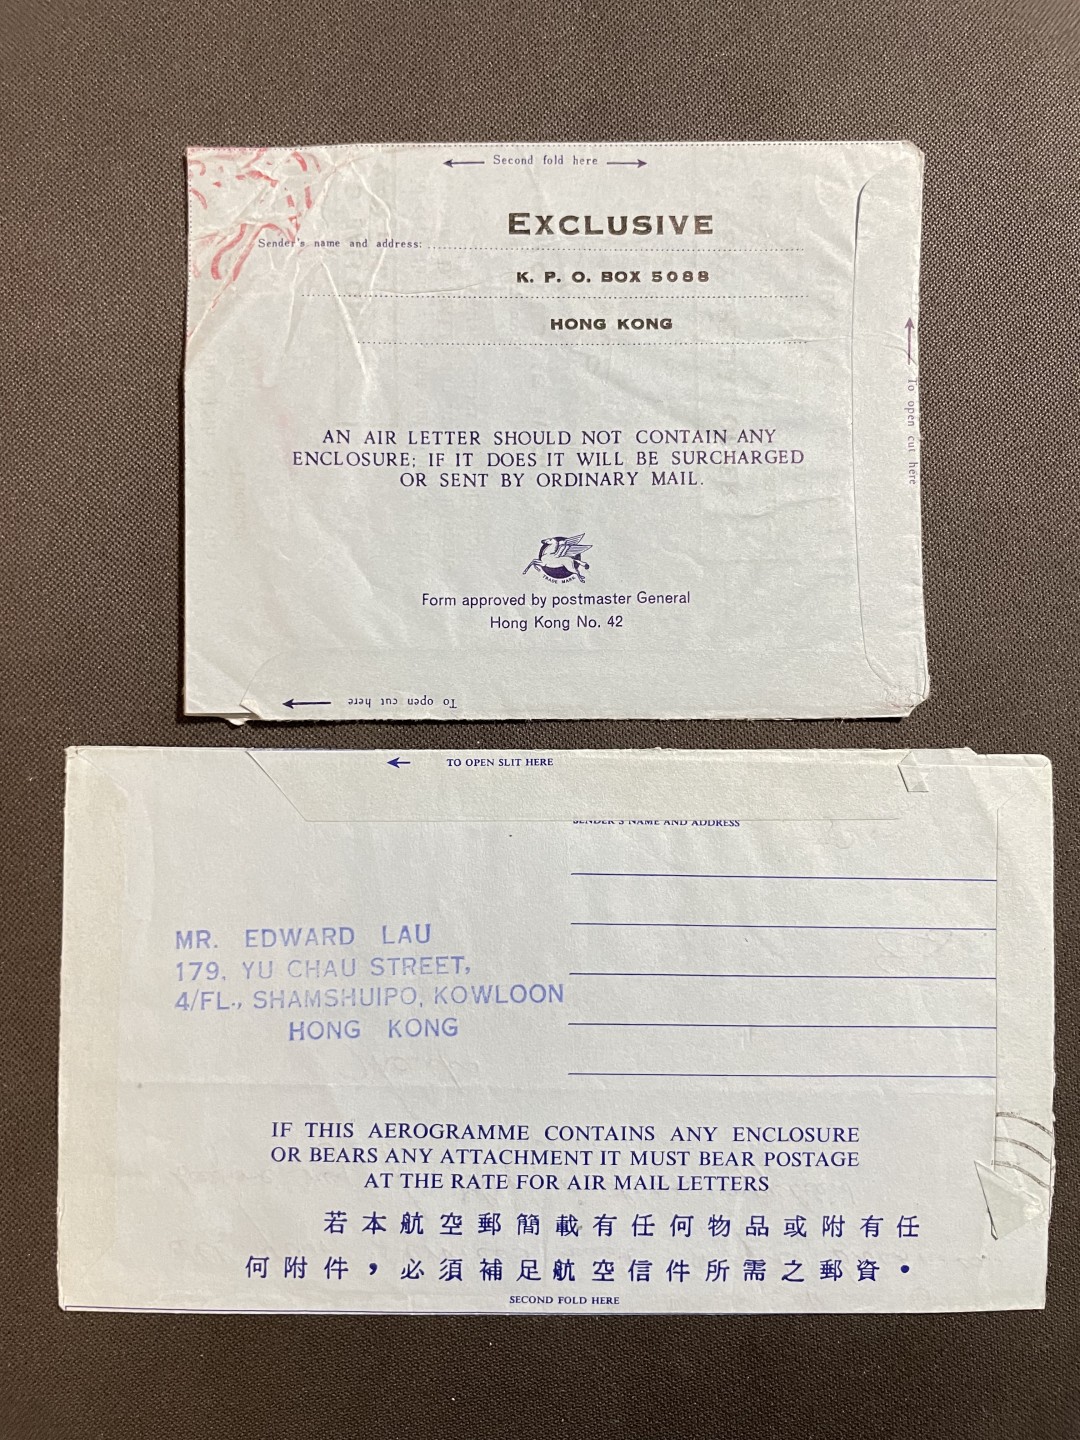 Second fold here
EXCLUSIVE
Sender's name and address:
K. P. O. BOX 5088
HONG KONG
To open cut here
AN AIR LETTER SHOULD NOT CONTAIN ANY
ENCLOSURE; IF IT DOES IT WILL BE SURCHARGED
OR SENT BY ORDINARY MAIL.
TRADE MARK
Form approved by postmaster General
Hong Kong No. 42
To open cut here
TO OPEN SLIT HERE
SENDER'S NAME AND ADDRESS
MR. EDWARD LAU
179, YU CHAU STREET,
4/FL., SHAMSHUIPO, KOWLOON
HONG KONG
IF THIS AEROGRAMME CONTAINS ANY ENCLOSURE
OR BEARS ANY ATTACHMENT IT MUST BEAR POSTAGE
AT THE RATE FOR AIR MAIL LETTERS
若本航空郵簡載有任何物品或附有任
何附件，必須補足航空信件所需之郵資。
SECOND FOLD HERE